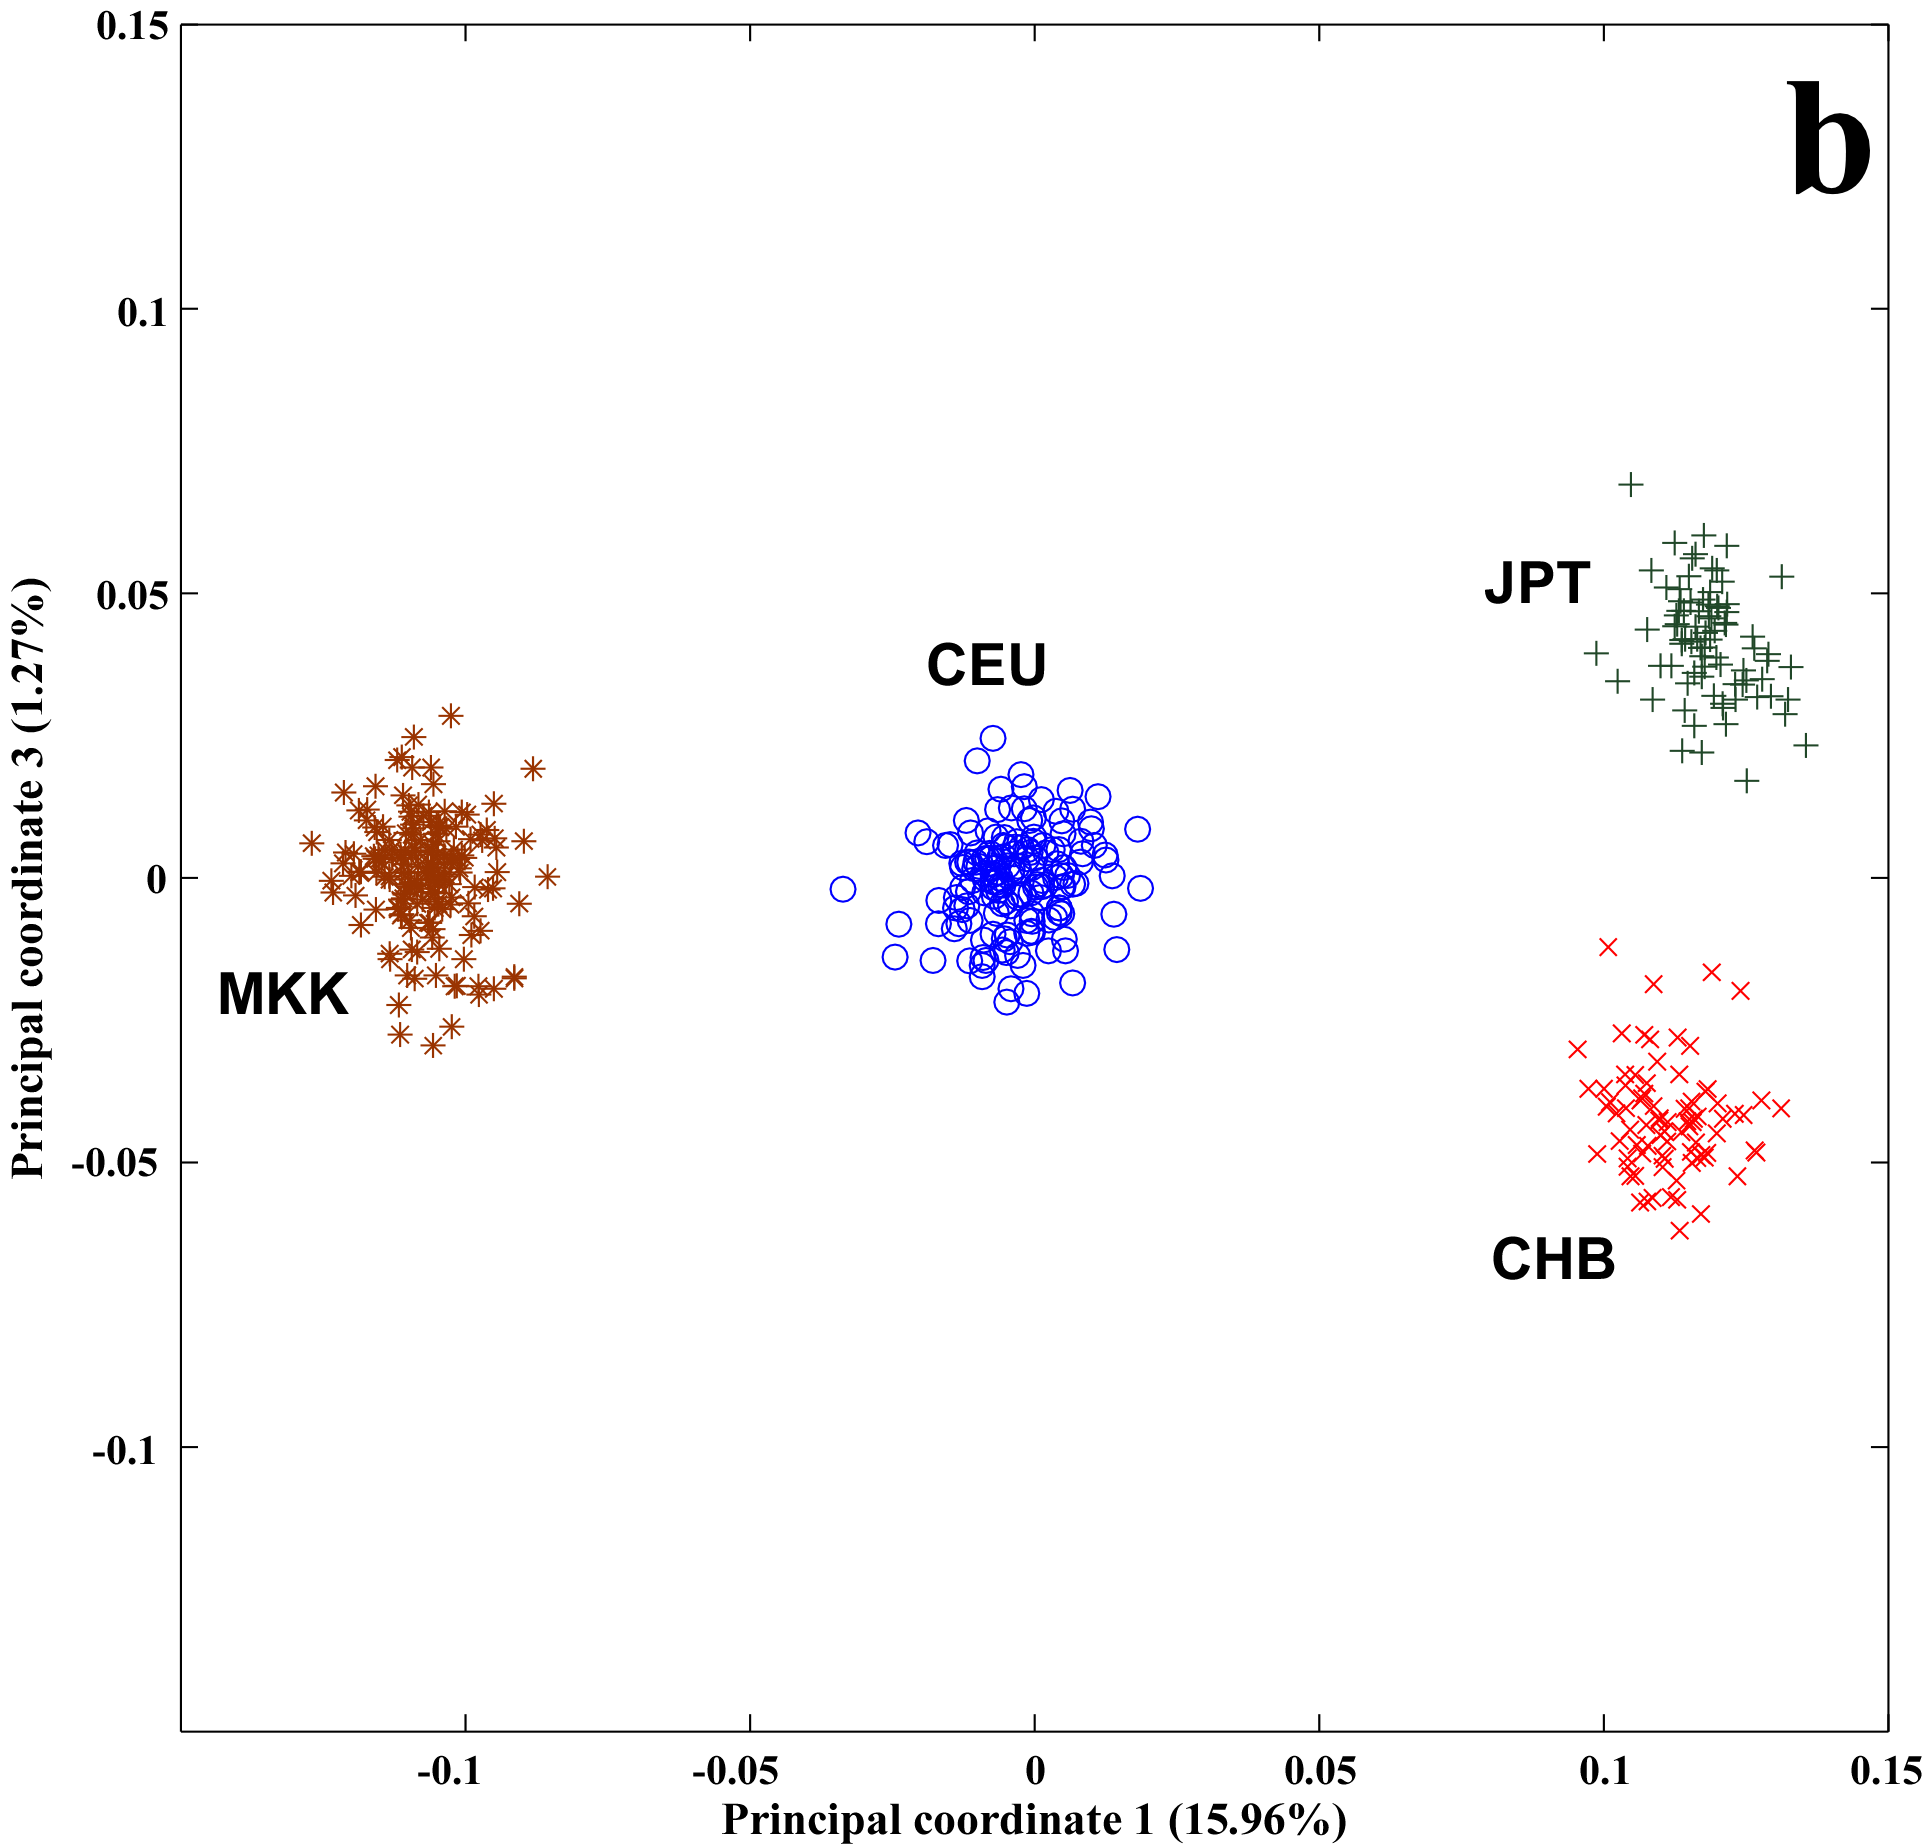 b
0.15
0.1
0.05
0
-0.05
-0.1
Principal coordinate 3 (1.27%)
JPT
CEU
MKK
CHB
-0.1 -0.05 0 0.05 0.1 0.15
Principal coordinate 1 (15.96%)